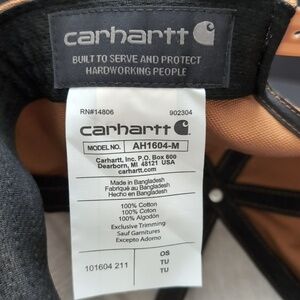 carhartt
BUILT TO SERVE AND PROTECT
HARDWORKING PEOPLE
RN#14806 902304
carhartt
MODEL NO. AH1604-M
Carhartt, Inc. P.O. Box 600
Dearborn, MI 48121 USA
carhartt.com
Made in Bangladesh
Fabriqué au Bangladesh
Hecho en Bangladesh
100% Cotton
100% Coton
100% Algodon
Exclusive Trimming
Sauf Garnitures
Excepto Adorno
101604 211
OS
TU
TU